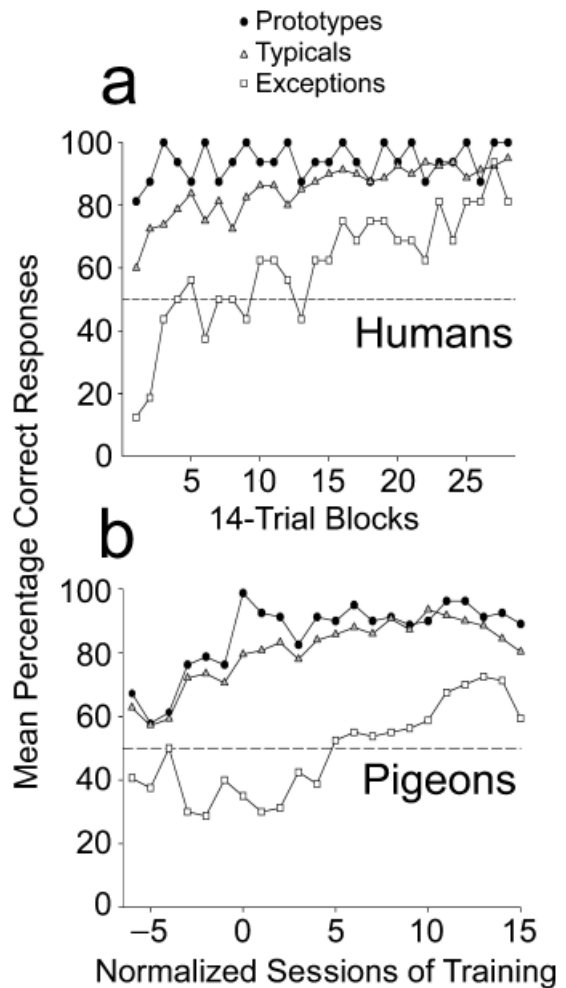 Prototypes
Typicals
Exceptions
a
100
80
60
40
20
0
Humans
5
10
15
20
25
14-Trial Blocks
Mean Percentage Correct Responses
b
100
80
60
40
20
0
Pigeons
−5
0
5
10
15
Normalized Sessions of Training